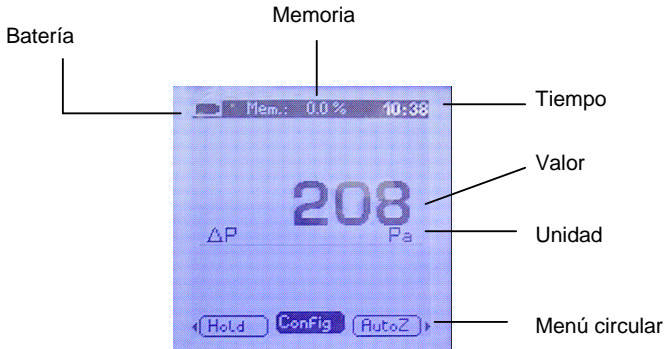 Memoria
Batería
Mem.: 0.0 % 10:38
Tiempo
Valor
208
ΔP Pa
Unidad
Hold Config AutoZ
Menú circular